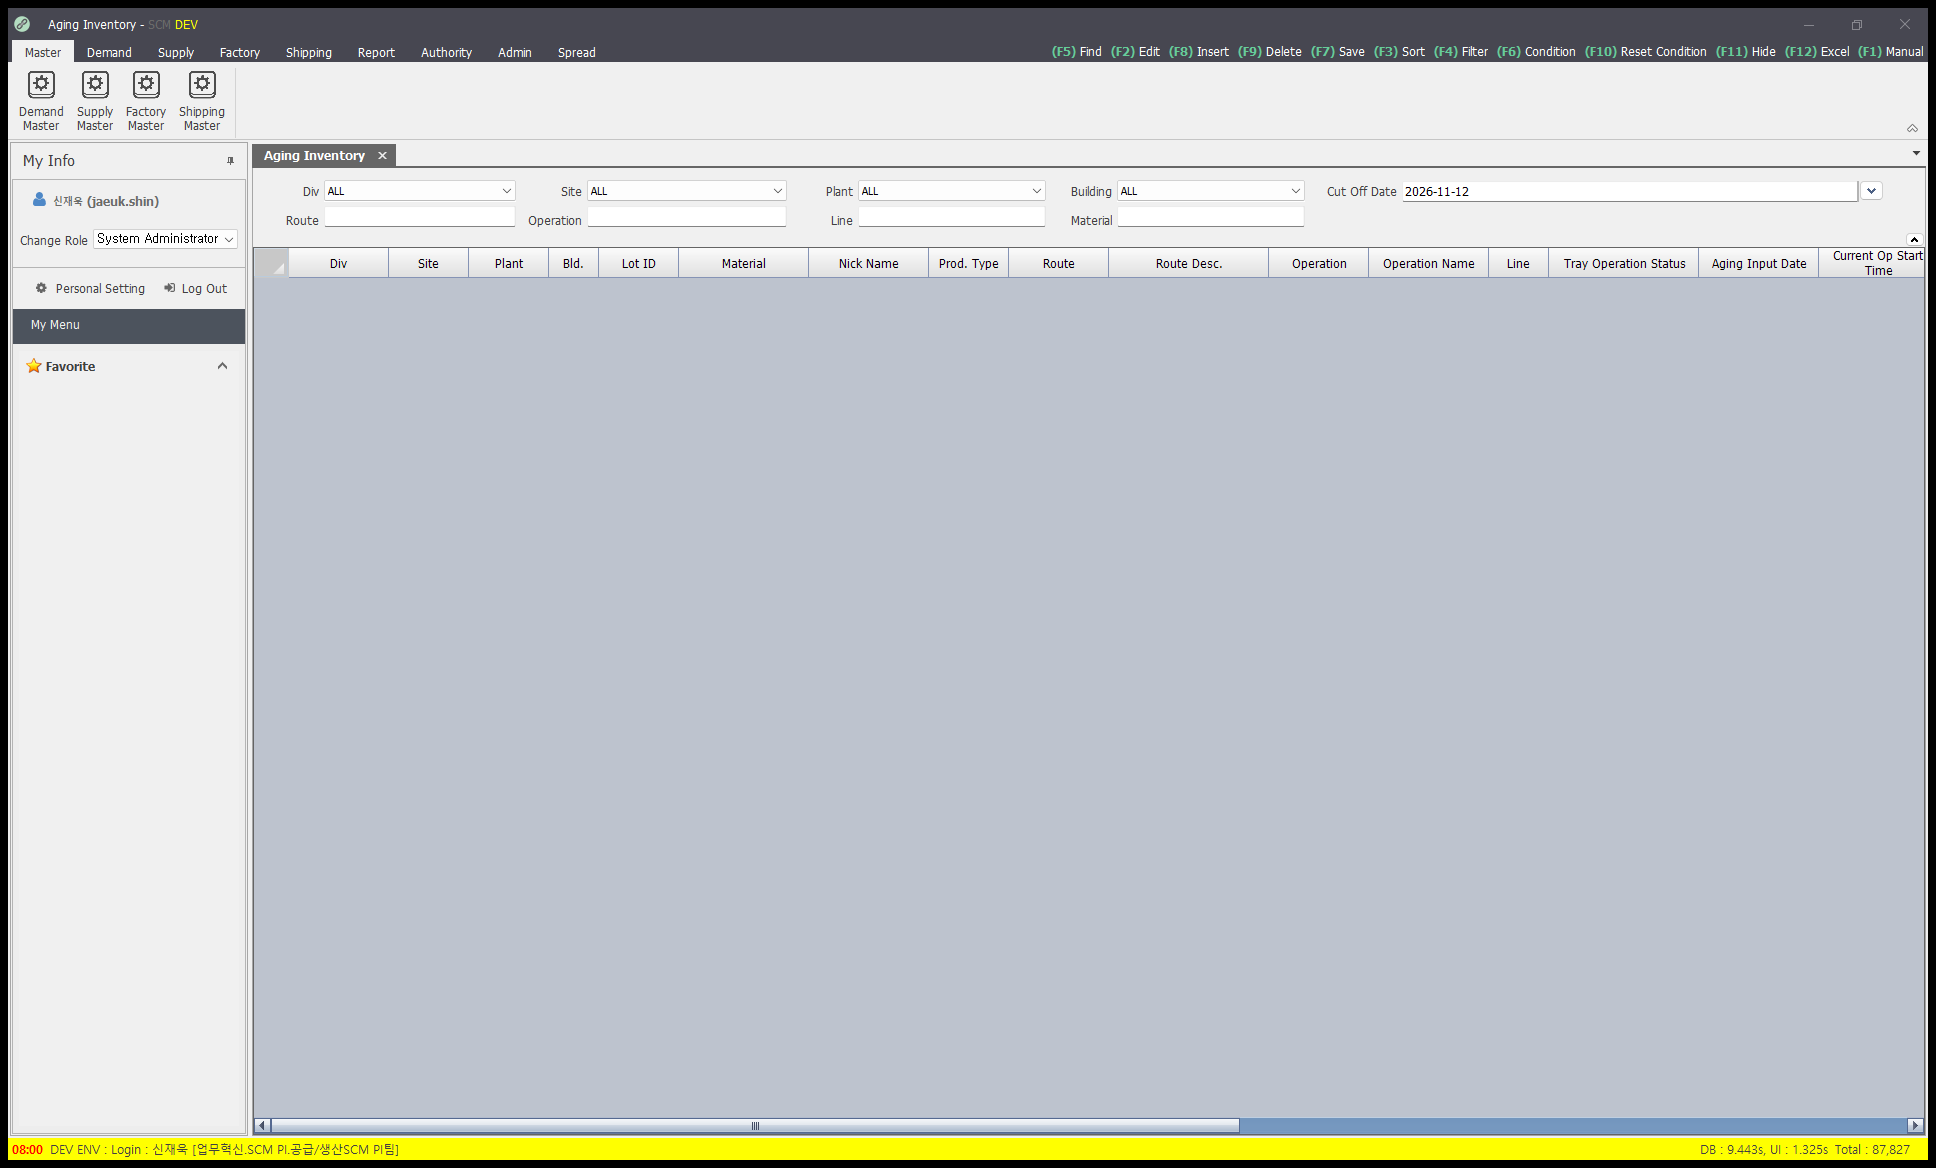 Aging Inventory - SCM DEV
Master Demand Supply Factory Shipping Report Authority Admin Spread (F5) Find (F2) Edit (F8) Insert (F9) Delete (F7) Save (F3) Sort (F4) Filter (F6) Condition (F10) Reset Condition (F11) Hide (F12) Excel (F1) Manual
Demand Master
Supply Master
Factory Master
Shipping Master
My Info
신재욱 (jaeuk.shin)
Change Role System Administrator
Personal Setting Log Out
My Menu
Favorite
Aging Inventory
Div ALL Site ALL Plant ALL Building ALL Cut Off Date 2026-11-12
Route Operation Line Material
Div Site Plant Bld. Lot ID Material Nick Name Prod. Type Route Route Desc. Operation Operation Name Line Tray Operation Status Aging Input Date Current Op Start Time
08:00 DEV ENV : Login : 신재욱 [업무혁신.SCM PI.공급/생산SCM PI팀] DB : 9.443s, UI : 1.325s Total : 87,827